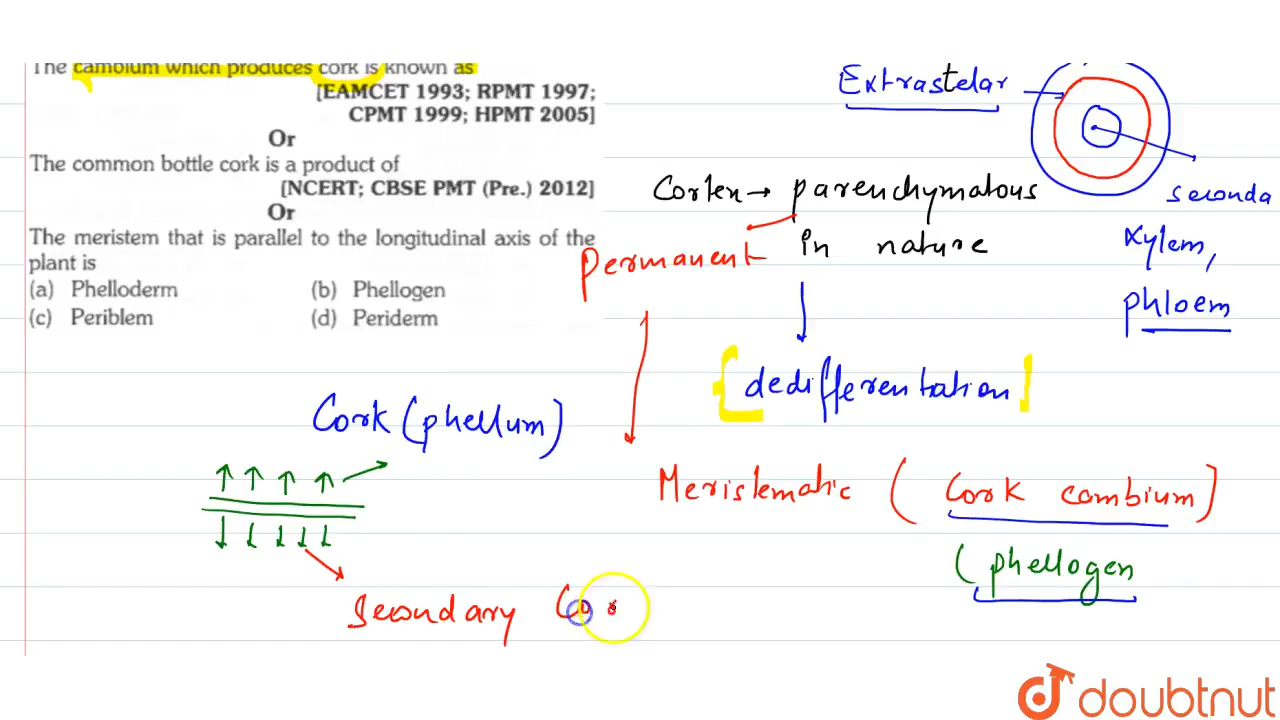 The cambium which produces cork is known as
[EAMCET 1993; RPMT 1997;
CPMT 1999; HPMT 2005]
Or
The common bottle cork is a product of
[NCERT; CBSE PMT (Pre.) 2012]
Or
The meristem that is parallel to the longitudinal axis of the
plant is
(a) Phelloderm (b) Phellogen
(c) Periblem (d) Periderm
Extrastelar
Cortex → parenchymatous
in nature
permanent
seconda
xylem,
phloem
[dedifferentation]
Cork (phellum)
Meristematic (Cork cambium)
(phellogen
Secondary Co
doubtnut